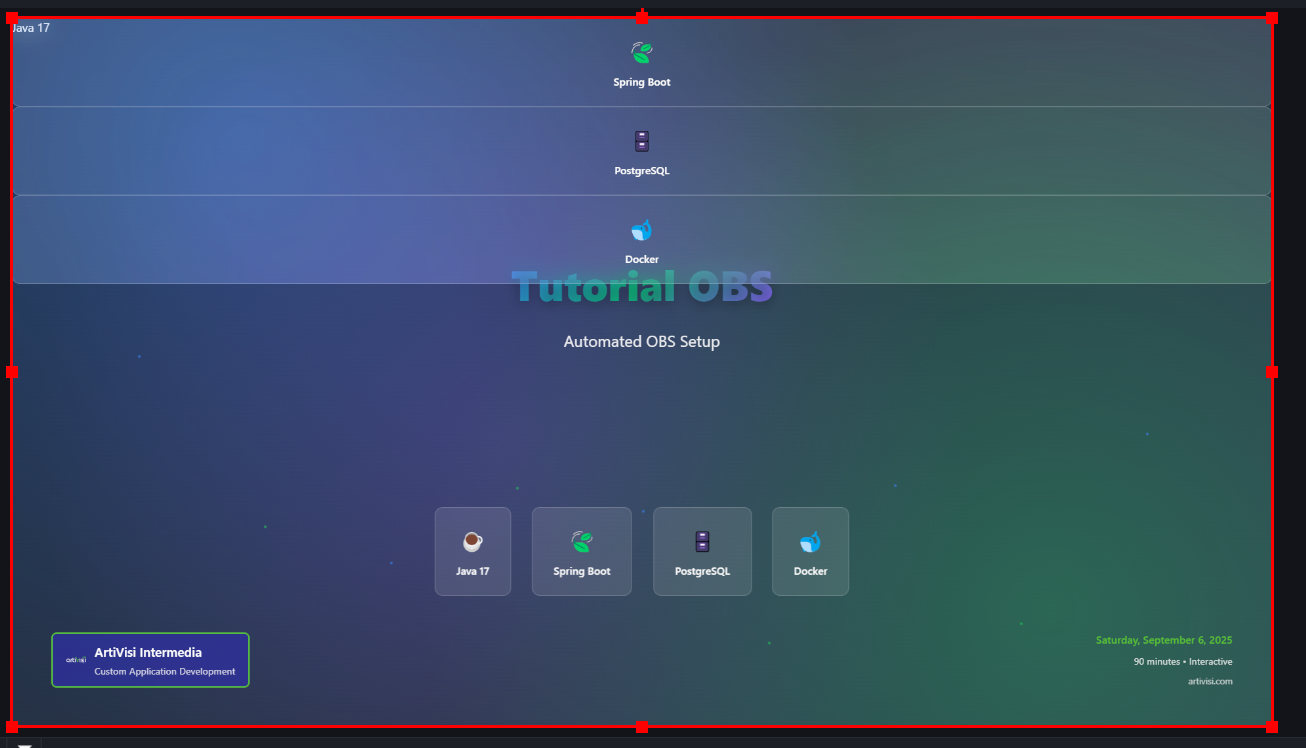 Java 17
Spring Boot
PostgreSQL
Docker
Tutorial OBS
Automated OBS Setup
Java 17
Spring Boot
PostgreSQL
Docker
artivisi
ArtiVisi Intermedia
Custom Application Development
Saturday, September 6, 2025
90 minutes • Interactive
artivisi.com